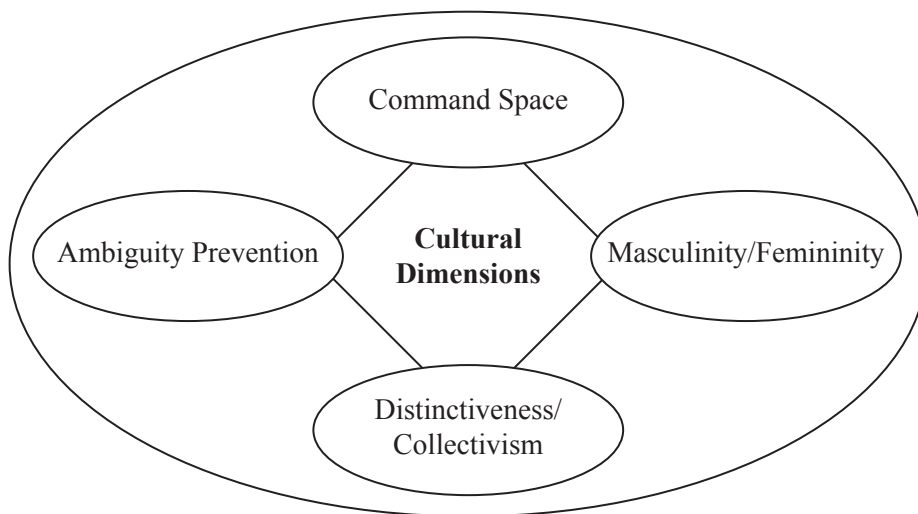 Command Space
Ambiguity Prevention
Cultural
Dimensions
Masculinity/Femininity
Distinctiveness/
Collectivism